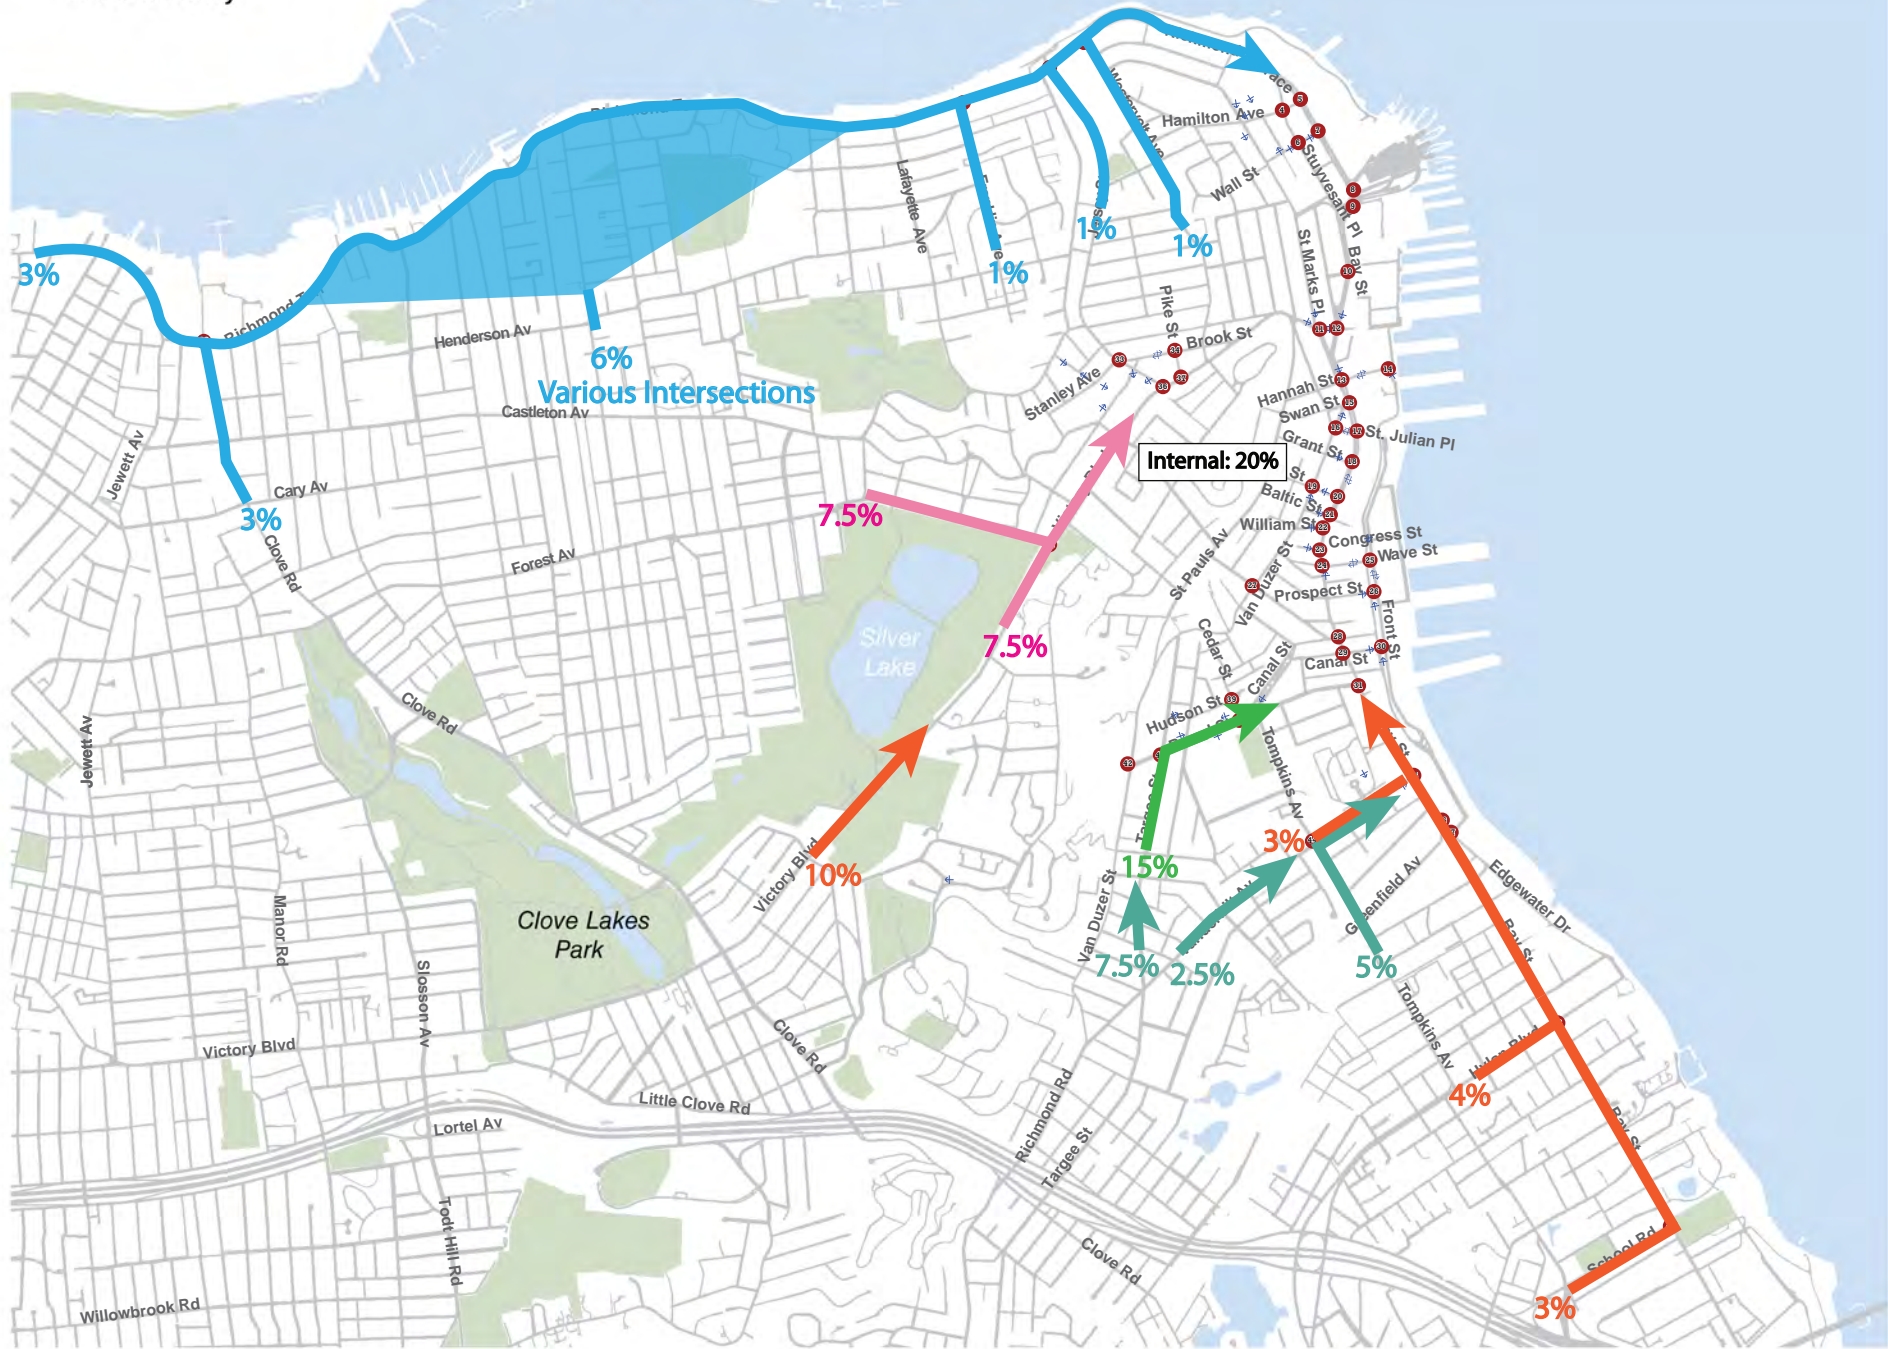 Hamilton Ave
Wall St
Stuyvesant Pl
Bay St
St Marks Pl
Lafayette Ave
3%
1%
1%
1%
Henderson Av
6%
Various Intersections
Castleton Av
Pike St
Brook St
Stanley Ave
Hannah St
Swan St
Grant St
St. Julian Pl
Internal: 20%
St
Baltic St
William St
Congress St
Wave St
Prospect St
Front St
Jewett Av
Cary Av
3%
Clove Rd
Forest Av
7.5%
7.5%
Silver
Lake
St Pauls Av
Van Duzer St
Cedar St
Canal St
Canal St
Hudson St
Tompkins Av
Clove Rd
Jewett Av
Victory Blvd
10%
15%
3%
Greenfield Av
Edgewater Dr
Clove Lakes
Park
Manor Rd
Slosson Av
Van Duzer St
7.5%
2.5%
5%
Bay St
Tompkins Av
Hylan Blvd
4%
Victory Blvd
Clove Rd
Little Clove Rd
Lortel Av
Richmond Rd
Targee St
Bay St
Todt Hill Rd
Clove Rd
School Rd
3%
Willowbrook Rd